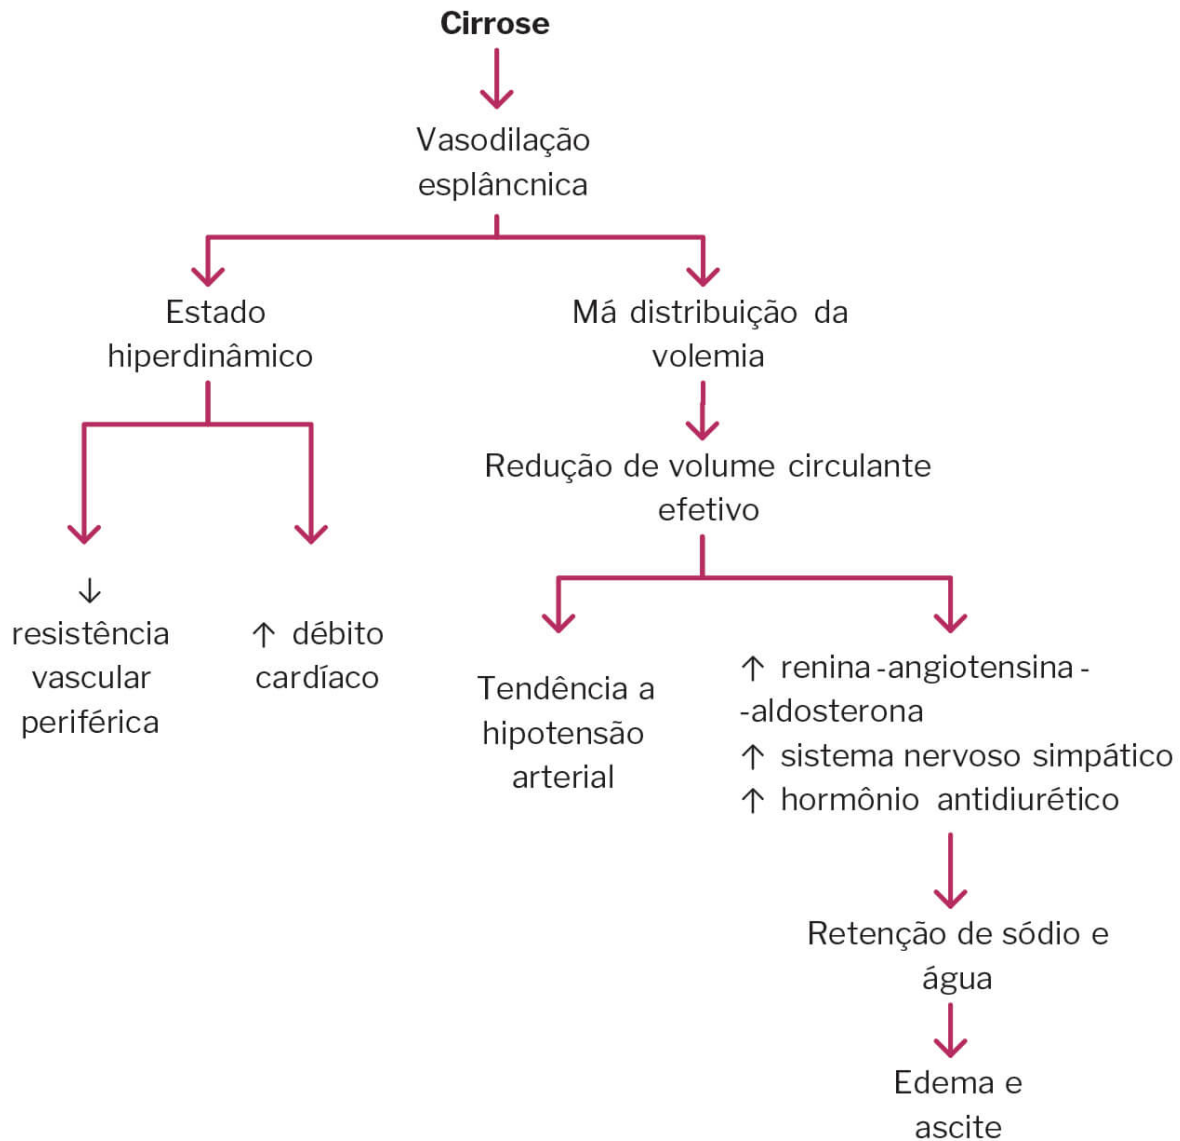 Cirrose
Vasodilação
esplâncnica
Estado
hiperdinâmico
Má distribuição da
volemia
Redução de volume circulante
efetivo
↓
resistência
vascular
periférica
↑ débito
cardíaco
Tendência a
hipotensão
arterial
↑ renina-angiotensina-
-aldosterona
↑ sistema nervoso simpático
↑ hormônio antidiurético
Retenção de sódio e
água
Edema e
ascite